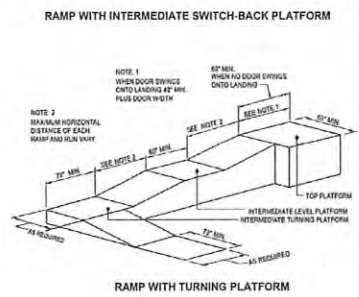 RAMP WITH INTERMEDIATE SWITCH-BACK PLATFORM
NOTE. 1
WHEN DOOR SWINGS
ONTO LANDING 42" MIN.
PLUS DOOR WIDTH
60" MIN.
WHEN NO DOOR SWINGS
ONTO LANDING
NOTE: 2
MAXIMUM HORIZONTAL
DISTANCE OF EACH
RAMP AND RUN VARY
72" MIN.
SEE NOTE 2
60" MIN.
SEE NOTE 2
SEE NOTE 1
60" MIN.
TOP PLATFORM
INTERMEDIATE LEVEL PLATFORM
INTERMEDIATE TURNING PLATFORM
AS REQUIRED
72" MIN.
AS REQUIRED
RAMP WITH TURNING PLATFORM